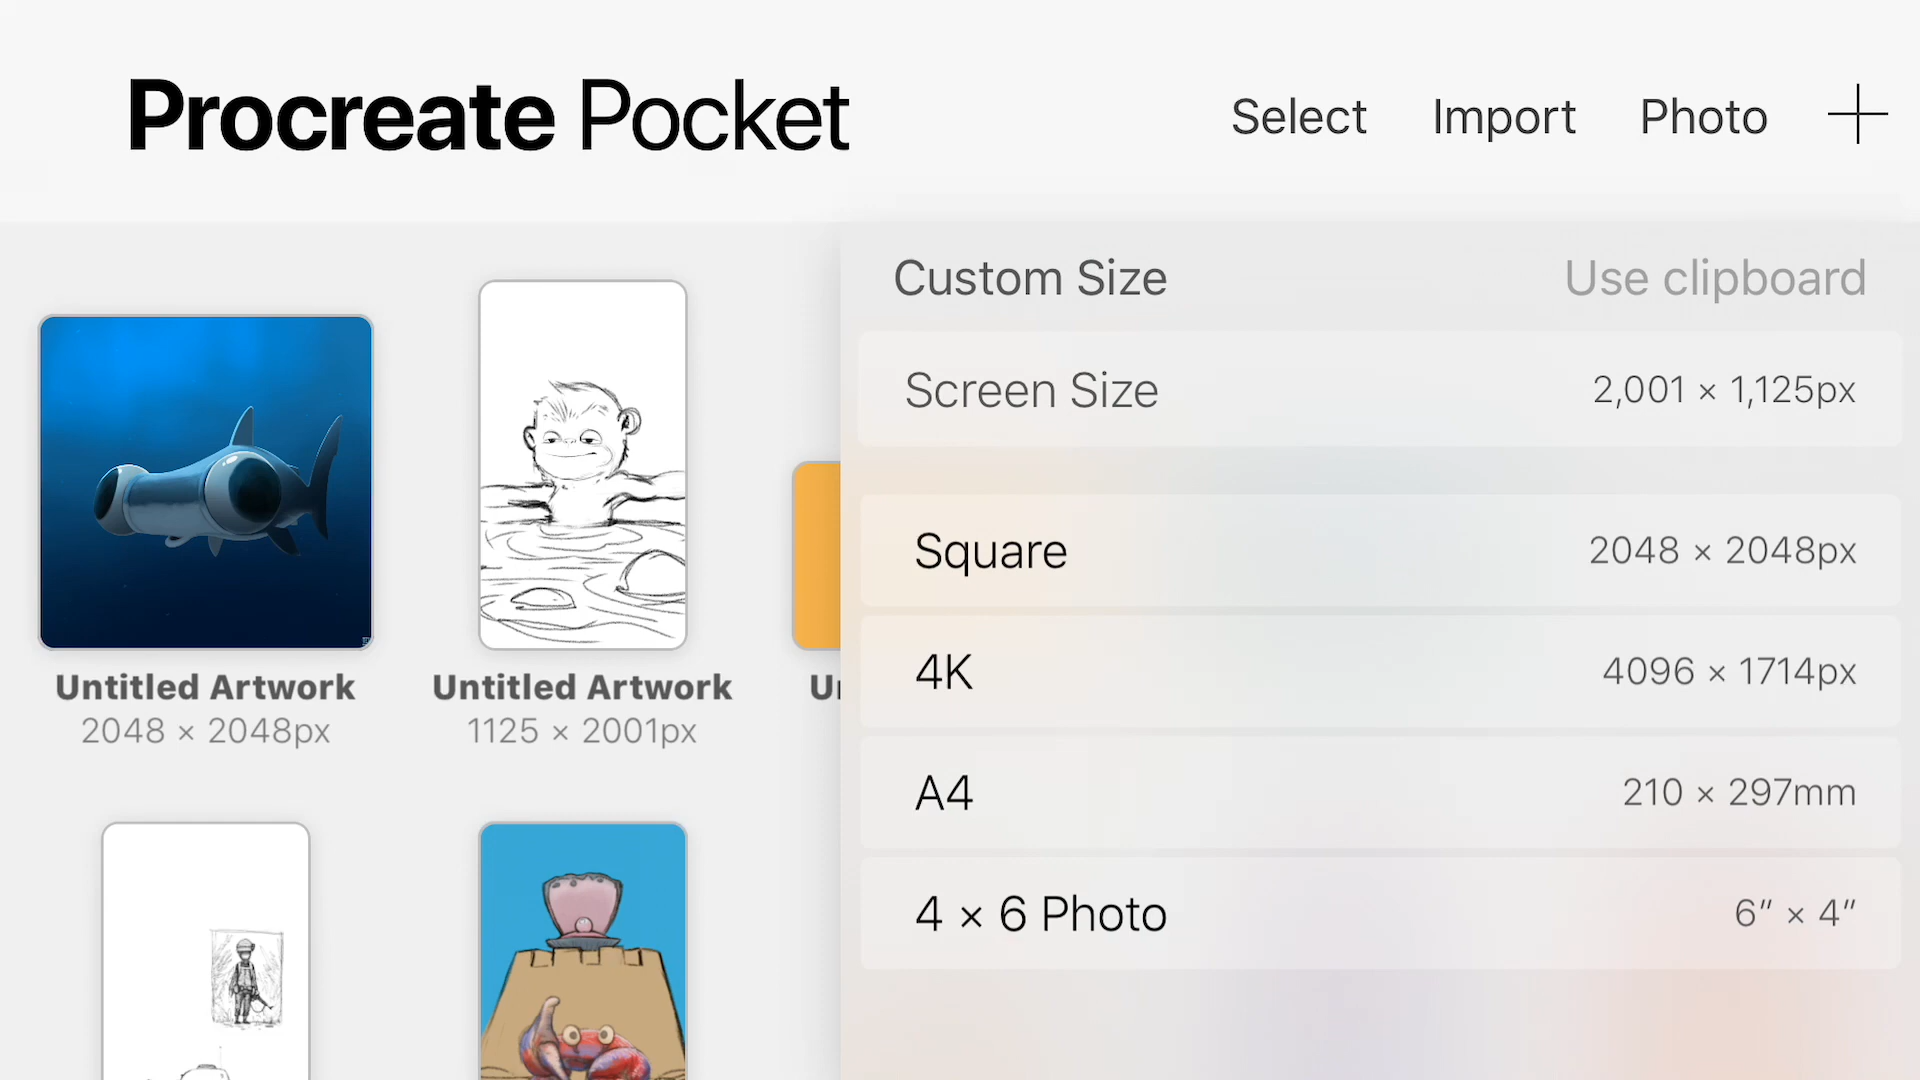 Procreate Pocket
Select Import Photo
Custom Size Use clipboard
Screen Size 2,001 × 1,125px
Square 2048 × 2048px
4K 4096 × 1714px
A4 210 × 297mm
4 × 6 Photo 6" × 4"
Untitled Artwork
2048 × 2048px
Untitled Artwork
1125 × 2001px